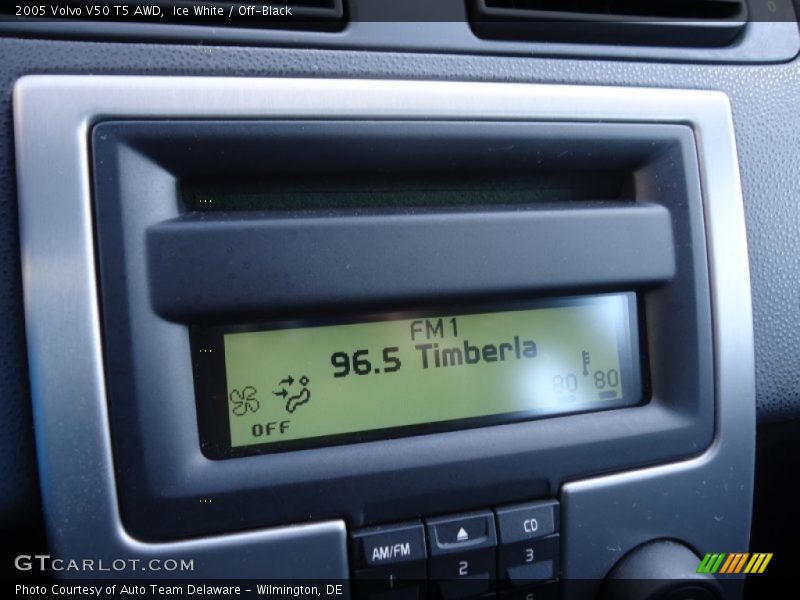 2005 Volvo V50 T5 AWD, Ice White / Off-Black
FM1
96.5 Timberla
80 80
OFF
AM/FM
CD
1
2
3
GTCARLOT.COM
Photo Courtesy of Auto Team Delaware - Wilmington, DE